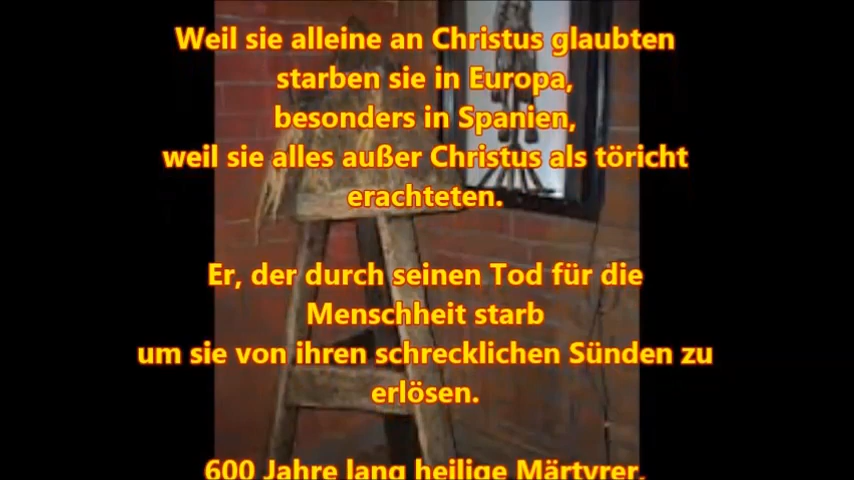 Weil sie alleine an Christus glaubten
starben sie in Europa,
besonders in Spanien,
weil sie alles außer Christus als töricht
erachteten.
Er, der durch seinen Tod für die
Menschheit starb
um sie von ihren schrecklichen Sünden zu
erlösen.
600 Jahre lang heilige Märtyrer,